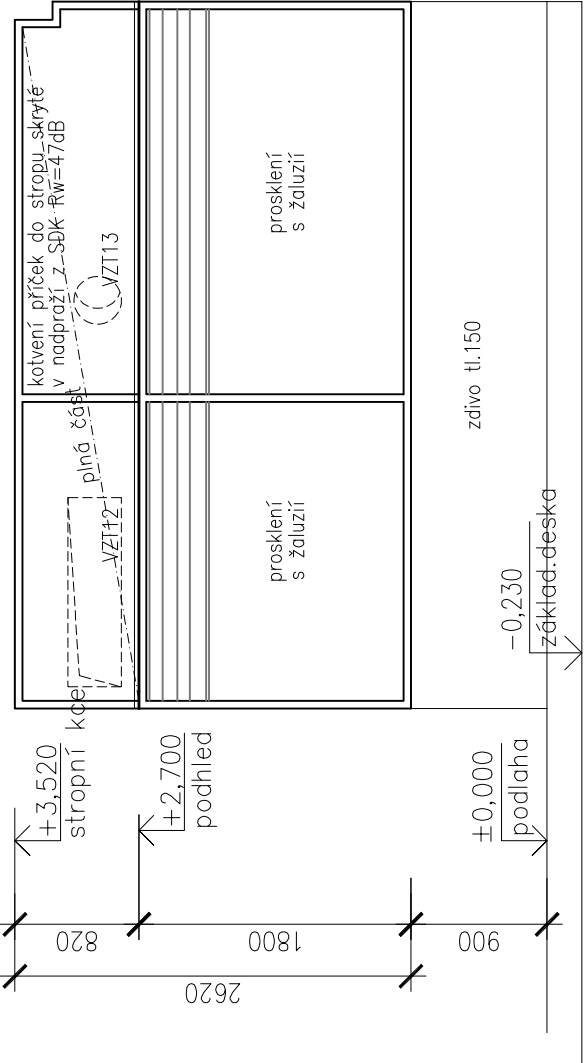 kotvení příček do stropu skryté
v nadpraží z SDK Rw=47dB
VZT13
plná část
VZT12
prosklení
s žaluzií
prosklení
s žaluzií
zdivo tl.150
-0,230
základ.deska
+3,520
stropní kce
+2,700
podhled
±0,000
podlaha
820
1800
900
2620